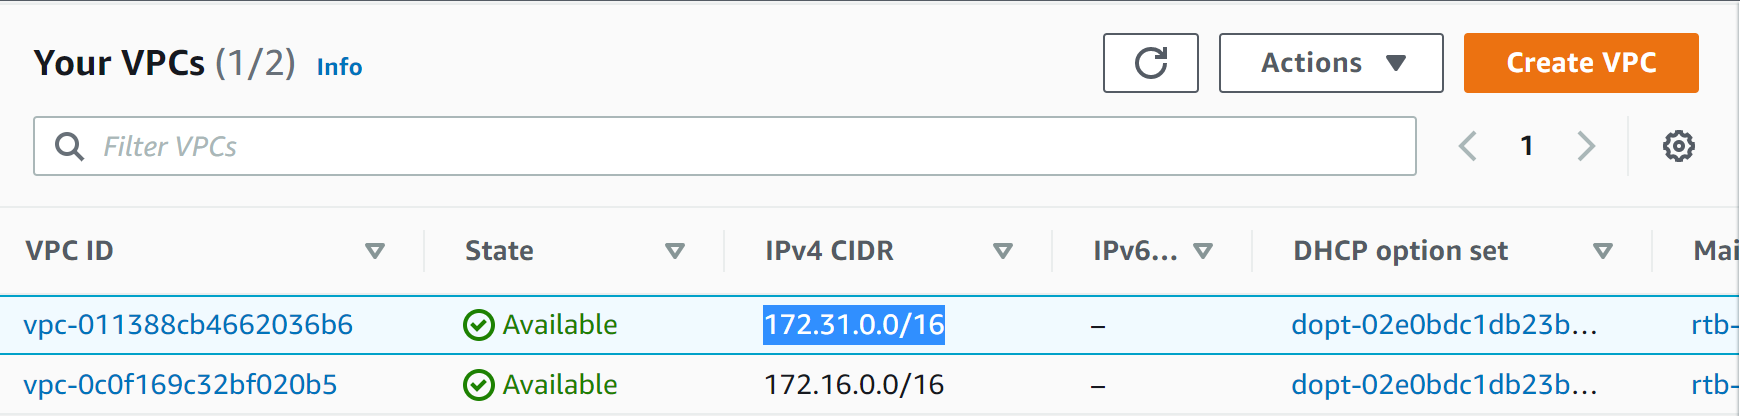 Your VPCs (1/2) Info Actions Create VPC
Filter VPCs 1
VPC ID State IPv4 CIDR IPv6... DHCP option set Mai
vpc-011388cb4662036b6 Available 172.31.0.0/16 – dopt-02e0bdc1db23b... rtb-
vpc-0c0f169c32bf020b5 Available 172.16.0.0/16 – dopt-02e0bdc1db23b... rtb-